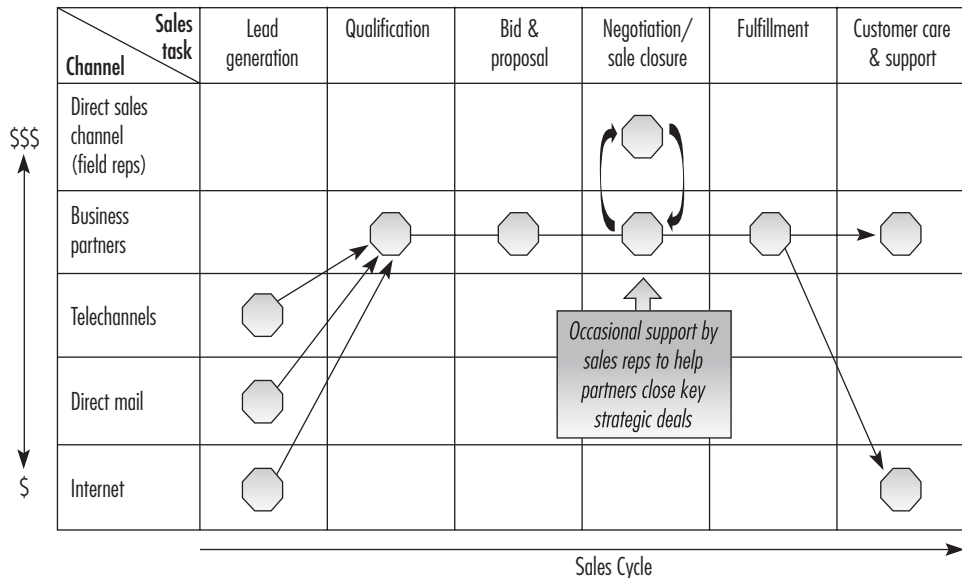 Sales
task
Channel
Lead
generation
Qualification
Bid &
proposal
Negotiation/
sale closure
Fulfillment
Customer care
& support
$$$
Direct sales
channel
(field reps)
Business
partners
Telechannels
Occasional support by
sales reps to help
partners close key
strategic deals
Direct mail
$
Internet
Sales Cycle